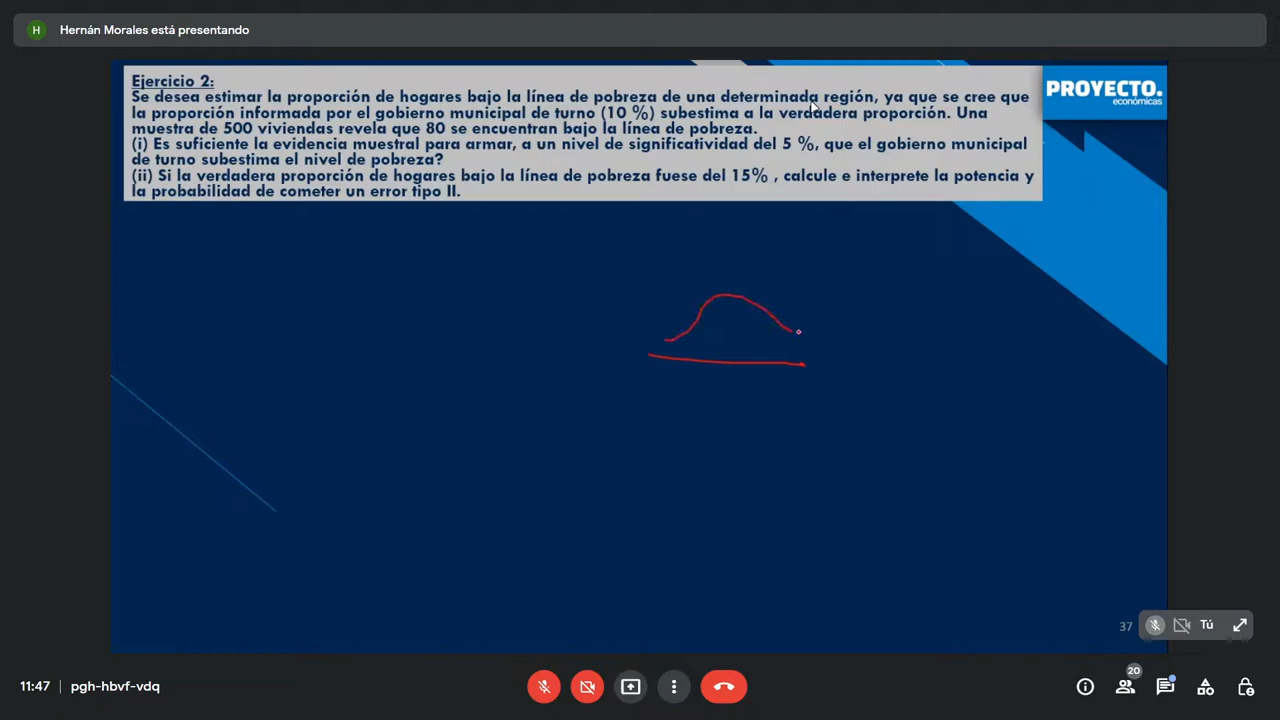 H Hernán Morales está presentando
Ejercicio 2:
Se desea estimar la proporción de hogares bajo la línea de pobreza de una determinada región, ya que se cree que
la proporción informada por el gobierno municipal de turno (10 %) subestima a la verdadera proporción. Una
muestra de 500 viviendas revela que 80 se encuentran bajo la línea de pobreza.
(i) Es suficiente la evidencia muestral para armar, a un nivel de significatividad del 5 %, que el gobierno municipal
de turno subestima el nivel de pobreza?
(ii) Si la verdadera proporción de hogares bajo la línea de pobreza fuese del 15% , calcule e interprete la potencia y
la probabilidad de cometer un error tipo II.
PROYECTO.
económicas
37
Tú
11:47 | pgh-hbvf-vdq
20